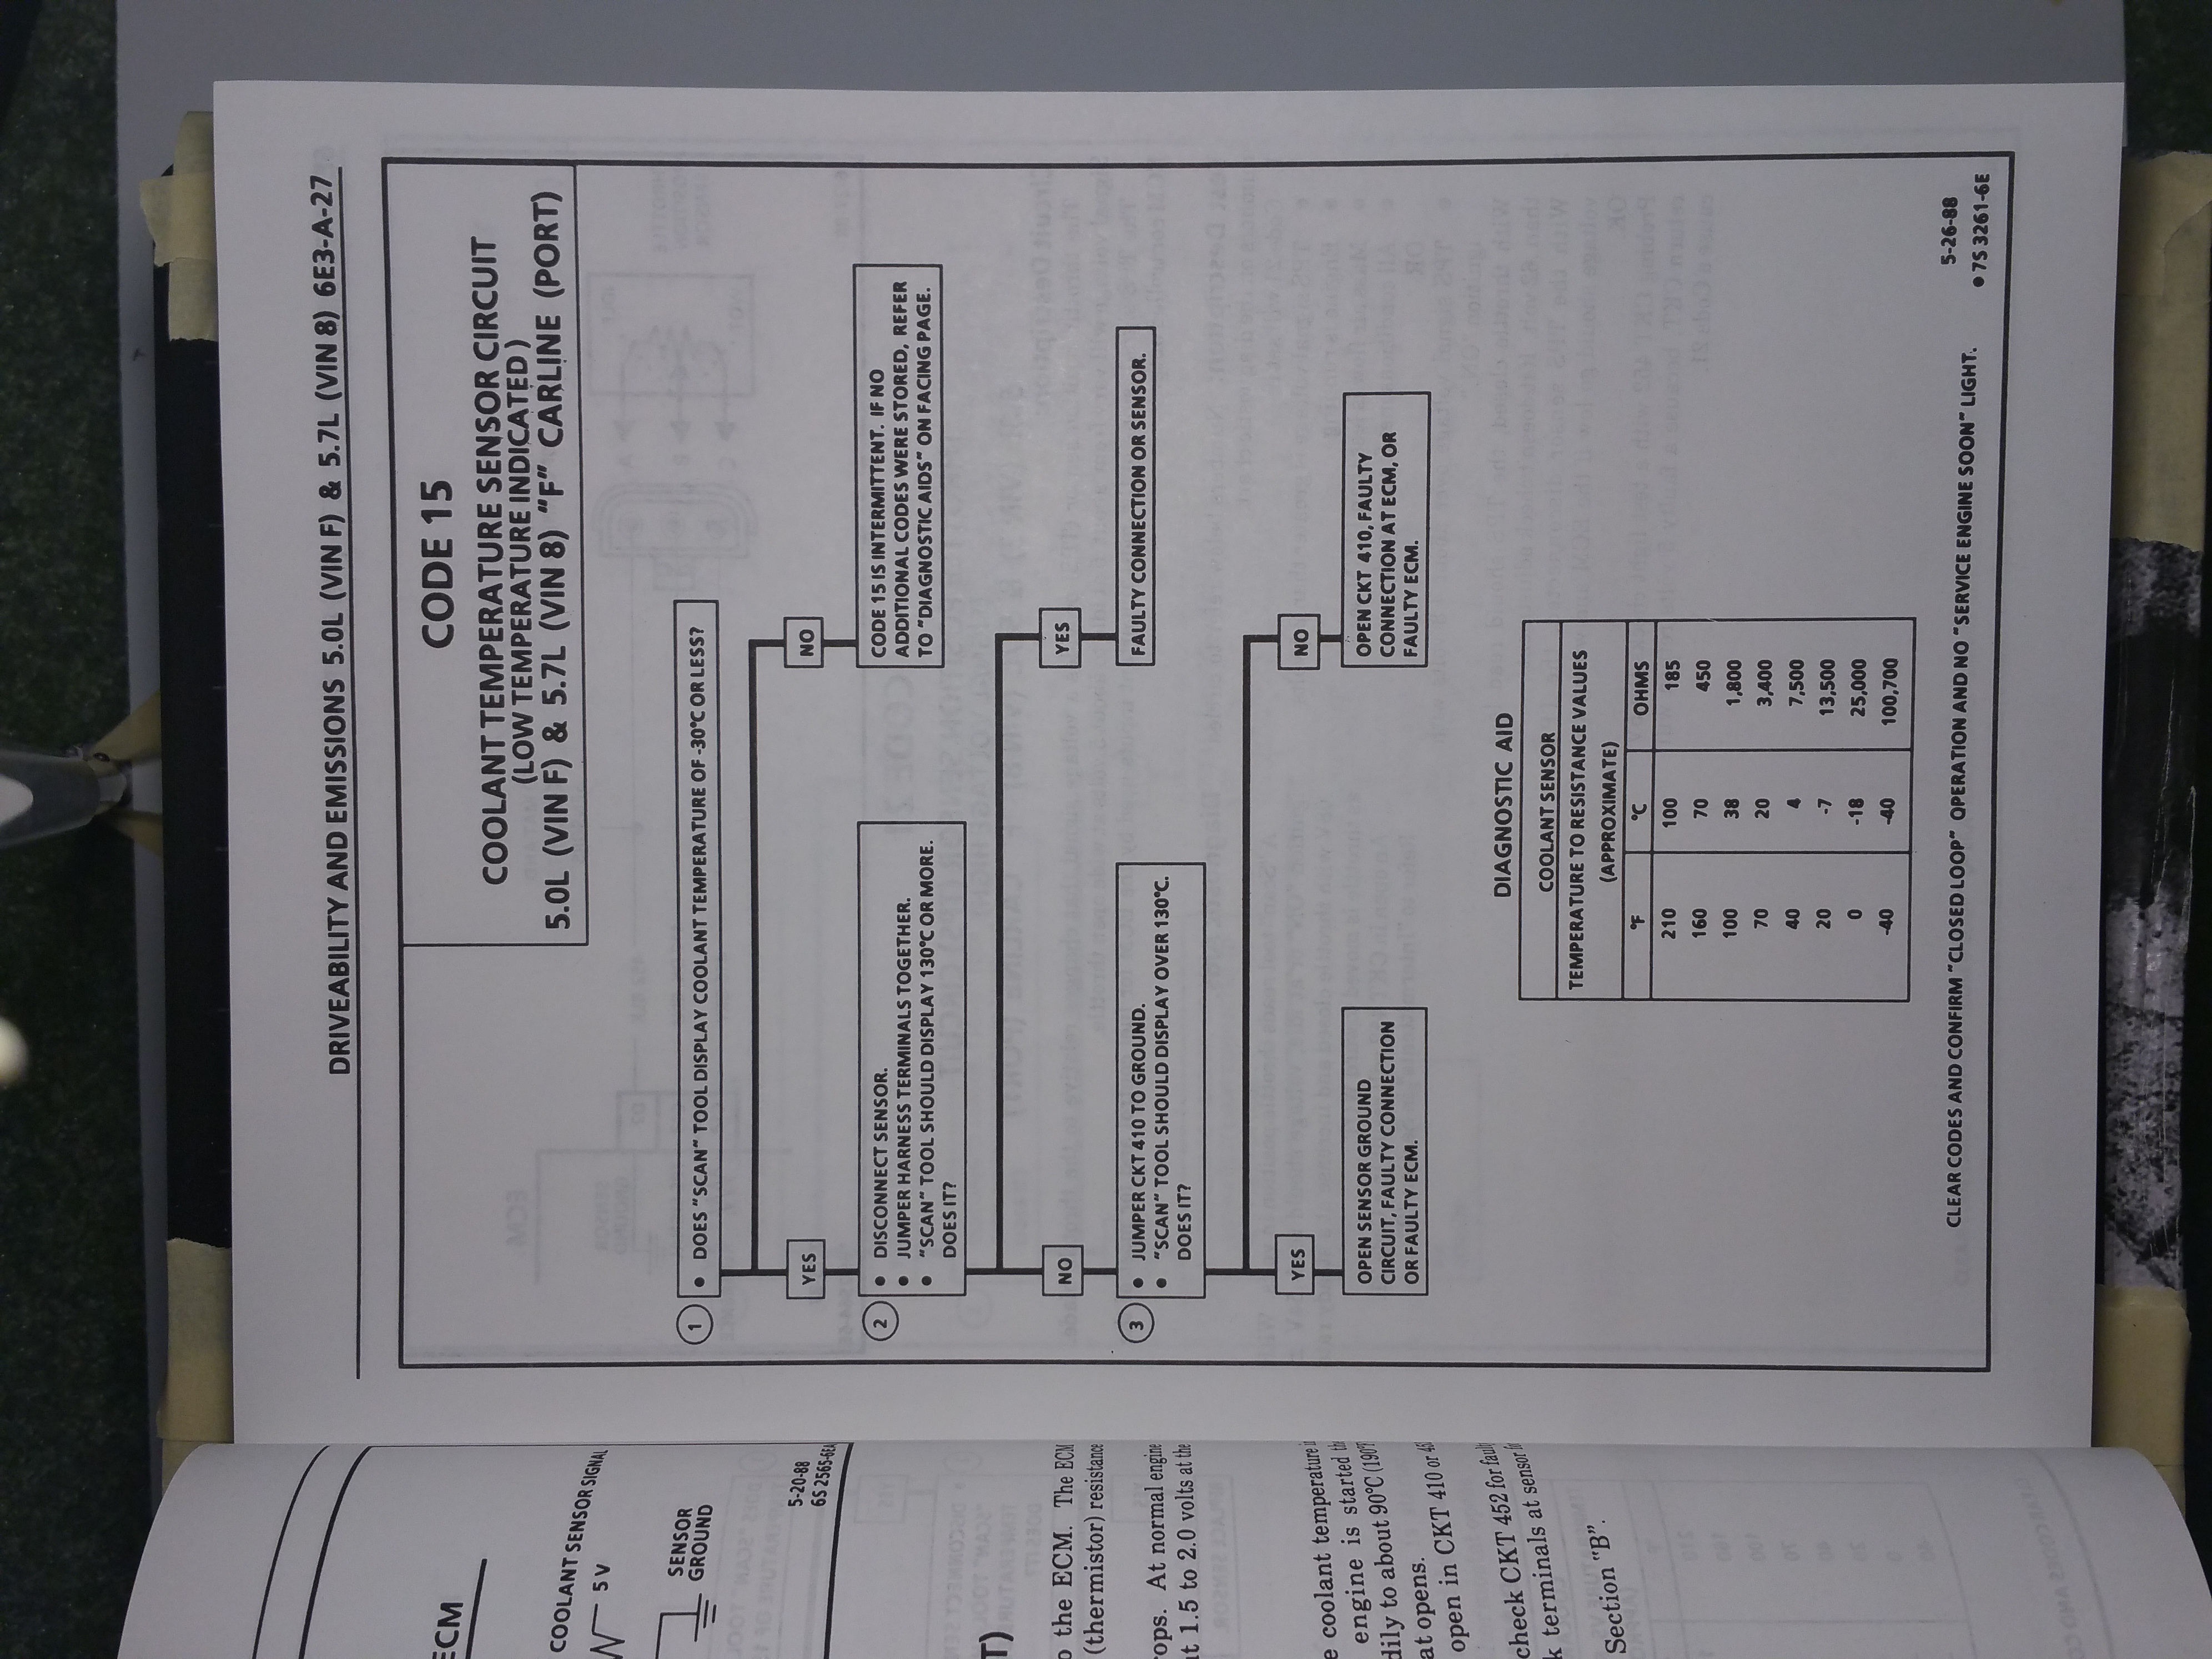 DRIVEABILITY AND EMISSIONS 5.0L (VIN F) & 5.7L (VIN 8) 6E3-A-27
CODE 15
COOLANT TEMPERATURE SENSOR CIRCUIT
(LOW TEMPERATURE INDICATED)
5.0L (VIN F) & 5.7L (VIN 8) "F" CARLINE (PORT)
1
• DOES "SCAN" TOOL DISPLAY COOLANT TEMPERATURE OF -30°C OR LESS?
YES
NO
2
• DISCONNECT SENSOR.
• JUMPER HARNESS TERMINALS TOGETHER.
• "SCAN" TOOL SHOULD DISPLAY 130°C OR MORE.
DOES IT?
CODE 15 IS INTERMITTENT. IF NO
ADDITIONAL CODES WERE STORED, REFER
TO "DIAGNOSTIC AIDS" ON FACING PAGE.
NO
YES
3
• JUMPER CKT 410 TO GROUND.
• "SCAN" TOOL SHOULD DISPLAY OVER 130°C.
DOES IT?
FAULTY CONNECTION OR SENSOR.
YES
NO
OPEN SENSOR GROUND
CIRCUIT, FAULTY CONNECTION
OR FAULTY ECM.
OPEN CKT 410, FAULTY
CONNECTION AT ECM, OR
FAULTY ECM.
DIAGNOSTIC AID
COOLANT SENSOR
TEMPERATURE TO RESISTANCE VALUES
(APPROXIMATE)
°F °C OHMS
210 100 185
160 70 450
100 38 1,800
70 20 3,400
40 4 7,500
20 -7 13,500
0 -18 25,000
-40 -40 100,700
5-26-88
CLEAR CODES AND CONFIRM "CLOSED LOOP" OPERATION AND NO "SERVICE ENGINE SOON" LIGHT. • 7S 3261-6E
ECM
COOLANT SENSOR SIGNAL
5 V
SENSOR
GROUND
5-20-88
6S 2565-6EA
T)
the ECM. The ECM
(thermistor) resistance
At normal engine
1.5 to 2.0 volts at the
coolant temperature
engine is started
to about 90°C
at opens.
open in CKT 410 or
check CKT 452 for
terminals at sensor
Section "B".